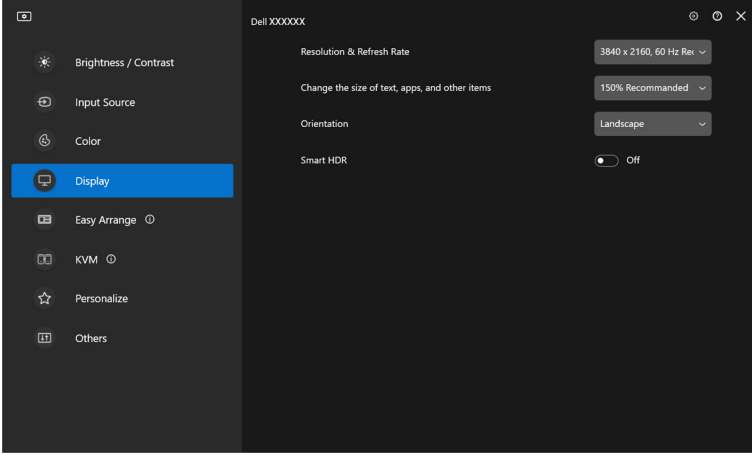 Dell XXXXXX
Brightness / Contrast
Input Source
Color
Display
Easy Arrange
KVM
Personalize
Others
Resolution & Refresh Rate
3840 x 2160, 60 Hz Rec
Change the size of text, apps, and other items
150% Recommanded
Orientation
Landscape
Smart HDR
Off